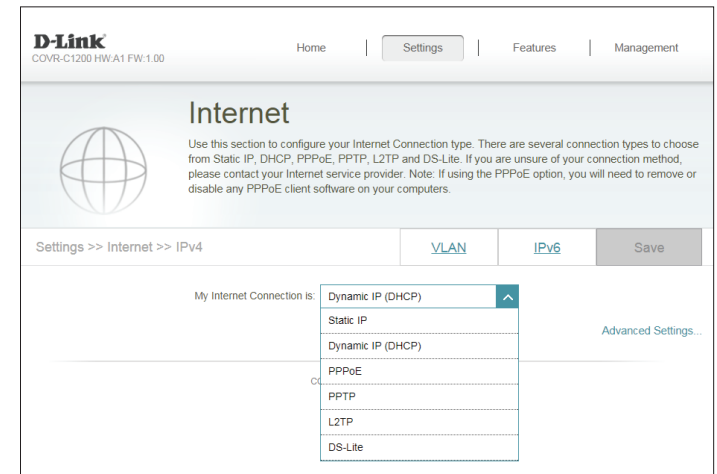 D-Link
COVR-C1200 HW:A1 FW:1.00
Home | Settings | Features | Management
Internet
Use this section to configure your Internet Connection type. There are several connection types to choose
from Static IP, DHCP, PPPoE, PPTP, L2TP and DS-Lite. If you are unsure of your connection method,
please contact your Internet service provider. Note: If using the PPPoE option, you will need to remove or
disable any PPPoE client software on your computers.
Settings >> Internet >> IPv4
VLAN
IPv6
Save
My Internet Connection is: Dynamic IP (DHCP)
Static IP
Advanced Settings...
Dynamic IP (DHCP)
PPPoE
PPTP
L2TP
DS-Lite